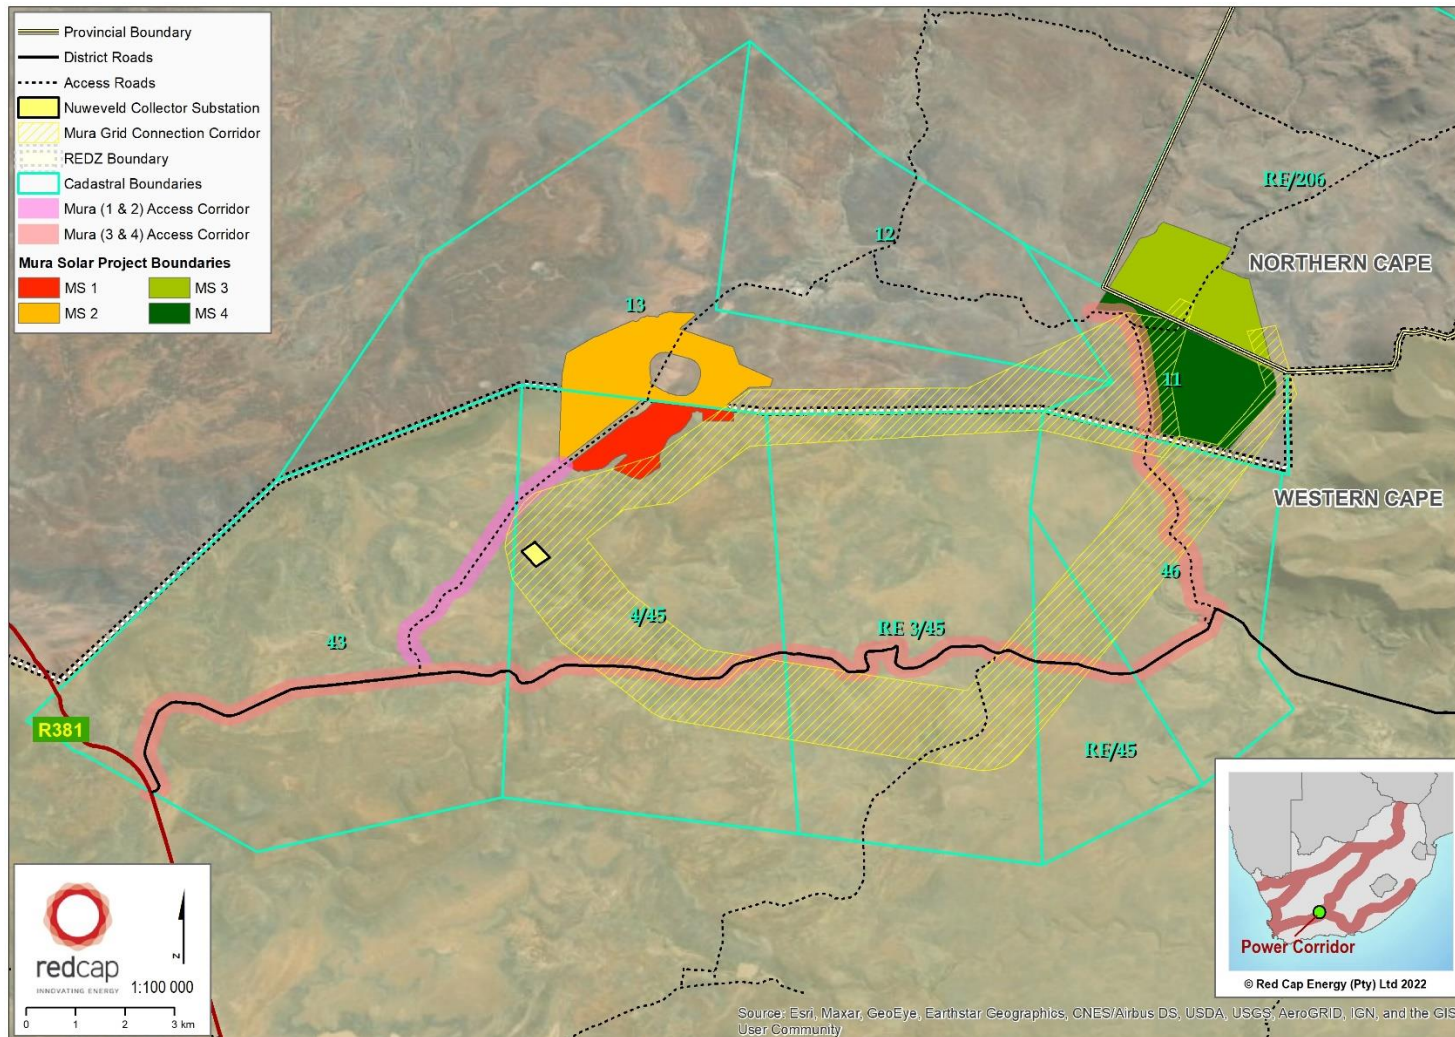 Provincial Boundary
District Roads
Access Roads
Nuweveld Collector Substation
Mura Grid Connection Corridor
REDZ Boundary
Cadastral Boundaries
Mura (1 & 2) Access Corridor
Mura (3 & 4) Access Corridor
Mura Solar Project Boundaries
MS 1
MS 3
MS 2
MS 4
RE/206
12
NORTHERN CAPE
13
11
WESTERN CAPE
46
4/45
RE 3/45
43
R381
RE/45
redcap
INNOVATING ENERGY
N
1:100 000
0 1 2 3 km
Power Corridor
© Red Cap Energy (Pty) Ltd 2022
Source: Esri, Maxar, GeoEye, Earthstar Geographics, CNES/Airbus DS, USDA, USGS, AeroGRID, IGN, and the GIS
User Community